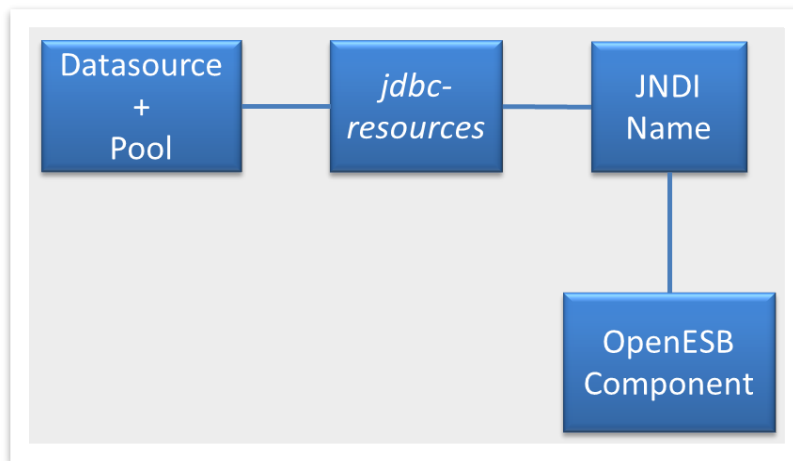 Datasource
+
Pool
jdbc-
resources
JNDI
Name
OpenESB
Component